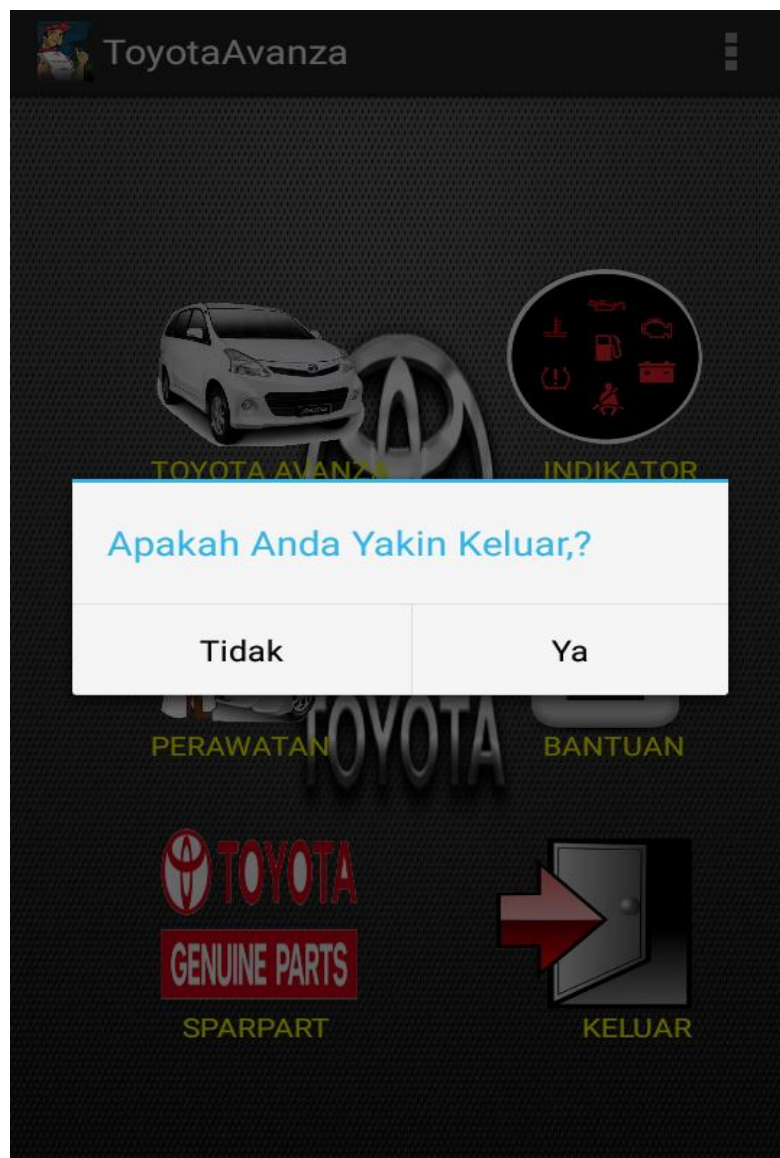 ToyotaAvanza
TOYOTA AVANZA
INDIKATOR
Apakah Anda Yakin Keluar,?
Tidak
Ya
TOYOTA
PERAWATAN
BANTUAN
TOYOTA
GENUINE PARTS
SPARPART
KELUAR